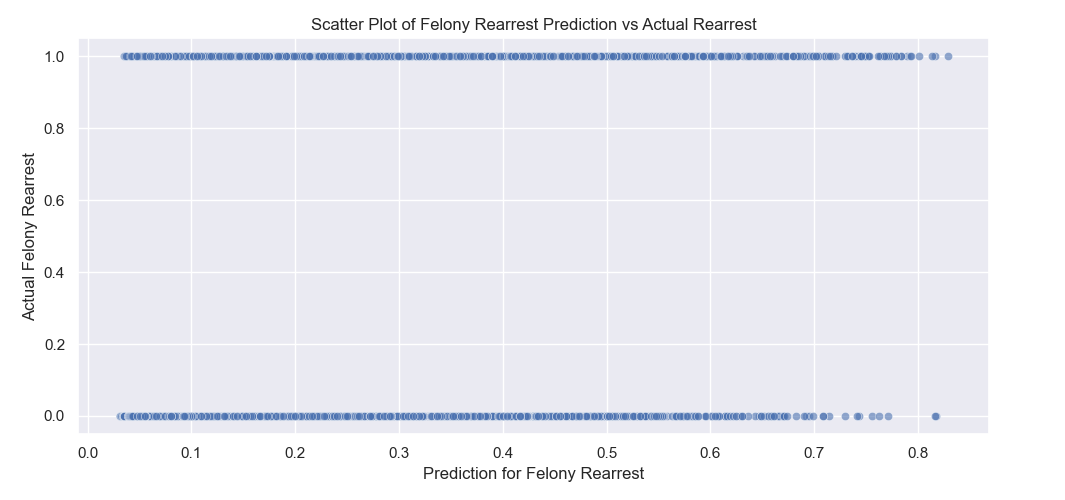 Scatter Plot of Felony Rearrest Prediction vs Actual Rearrest
1.0
0.8
0.6
0.4
0.2
0.0
Actual Felony Rearrest
0.0 0.1 0.2 0.3 0.4 0.5 0.6 0.7 0.8
Prediction for Felony Rearrest